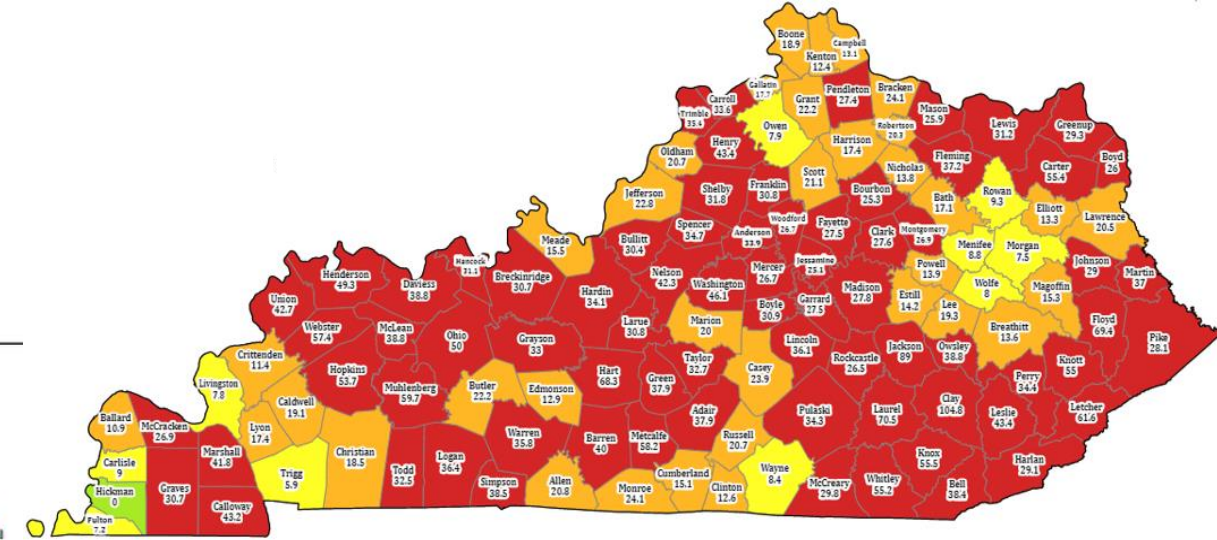 Boone
18.9
Kenton
12.4
Campbell
13.1
Gallatin
17.7
Carroll
33.6
Trimble
35.4
Grant
22.2
Pendleton
27.4
Bracken
24.1
Mason
25.9
Lewis
31.2
Greenup
29.3
Owen
7.9
Robertson
20.3
Henry
43.4
Harrison
17.4
Oldham
20.7
Fleming
37.2
Carter
55.4
Boyd
26
Nicholas
13.8
Scott
21.1
Jefferson
22.8
Shelby
31.8
Franklin
30.8
Bourbon
25.3
Rowan
9.3
Bath
17.1
Elliott
13.3
Lawrence
20.5
Spencer
34.7
Woodford
26.7
Anderson
33.9
Fayette
27.5
Clark
27.6
Montgomery
26.9
Meade
15.5
Bullitt
30.4
Menifee
8.8
Morgan
7.5
Hancock
31.1
Henderson
49.3
Daviess
38.8
Breckinridge
30.7
Nelson
42.3
Washington
46.1
Mercer
26.7
Jessamine
23.1
Powell
13.9
Johnson
29
Martin
37
Union
42.7
Hardin
34.1
Boyle
30.9
Garrard
27.5
Madison
27.8
Estill
14.2
Wolfe
8
Magoffin
15.3
Lee
19.3
Webster
57.4
McLean
38.8
Ohio
50
Grayson
33
Larue
30.8
Marion
20
Floyd
69.4
Pike
28.1
Breathitt
13.6
Crittenden
11.4
Lincoln
36.1
Rockcastle
26.5
Jackson
89
Owsley
38.8
Hopkins
53.7
Muhlenberg
59.7
Hart
68.3
Taylor
32.7
Green
37.9
Casey
23.9
Knott
55
Perry
34.4
Livingston
7.8
Butler
22.2
Edmonson
12.9
Caldwell
19.1
Adair
37.9
Pulaski
34.3
Laurel
70.5
Clay
104.8
Leslie
43.4
Letcher
61.6
Ballard
10.9
McCracken
26.9
Lyon
17.4
Warren
35.8
Barren
40
Metcalfe
58.2
Russell
20.7
Marshall
41.8
Christian
18.5
Logan
36.4
Knox
55.5
Harlan
29.1
Carlisle
9
Trigg
5.9
Todd
32.5
Simpson
38.5
Allen
20.8
Monroe
24.1
Cumberland
15.1
Clinton
12.6
Wayne
8.4
McCreary
29.8
Whitley
55.2
Bell
38.4
Hickman
0
Graves
30.7
Calloway
43.2
Fulton
7.2